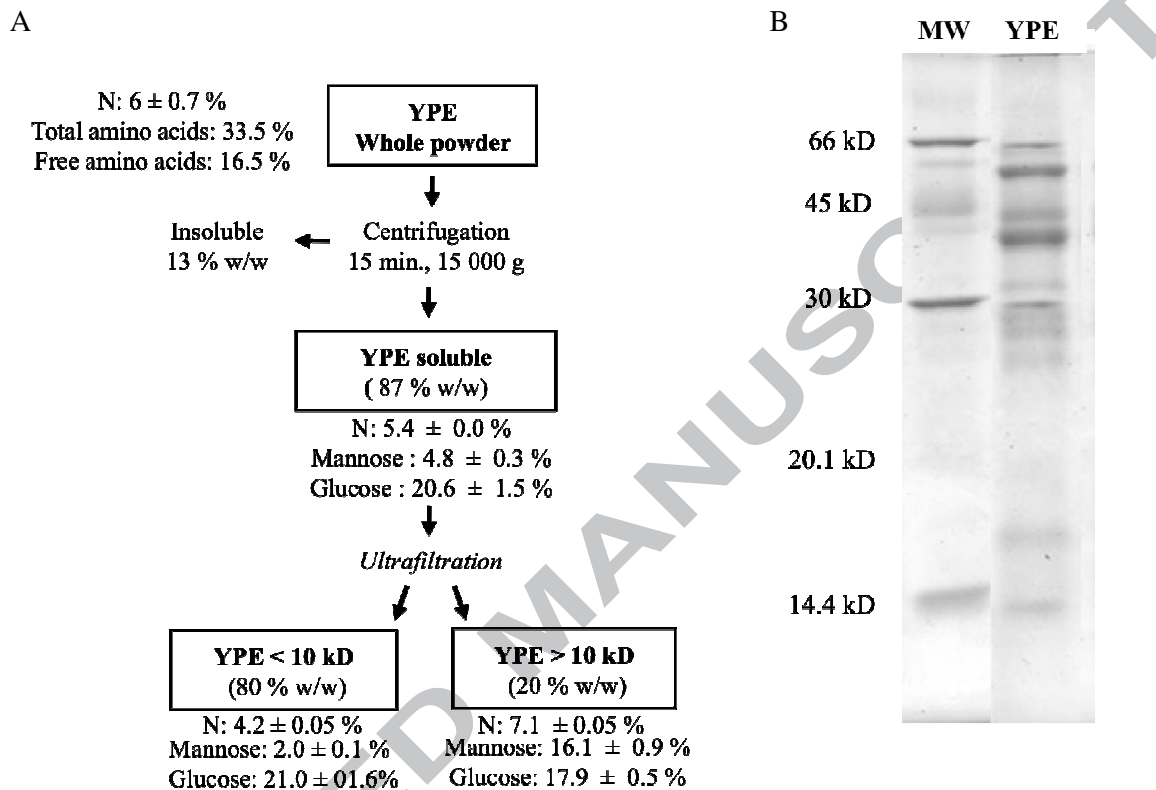 A
N: 6 ± 0.7 %
Total amino acids: 33.5 %
Free amino acids: 16.5 %
YPE
Whole powder
Insoluble
13 % w/w
Centrifugation
15 min., 15 000 g
YPE soluble
( 87 % w/w)
N: 5.4 ± 0.0 %
Mannose : 4.8 ± 0.3 %
Glucose : 20.6 ± 1.5 %
Ultrafiltration
YPE < 10 kD
(80 % w/w)
N: 4.2 ± 0.05 %
Mannose: 2.0 ± 0.1 %
Glucose: 21.0 ± 01.6%
YPE > 10 kD
(20 % w/w)
N: 7.1 ± 0.05 %
Mannose: 16.1 ± 0.9 %
Glucose: 17.9 ± 0.5 %
B
MW YPE
66 kD
45 kD
30 kD
20.1 kD
14.4 kD
ED MANUSC T